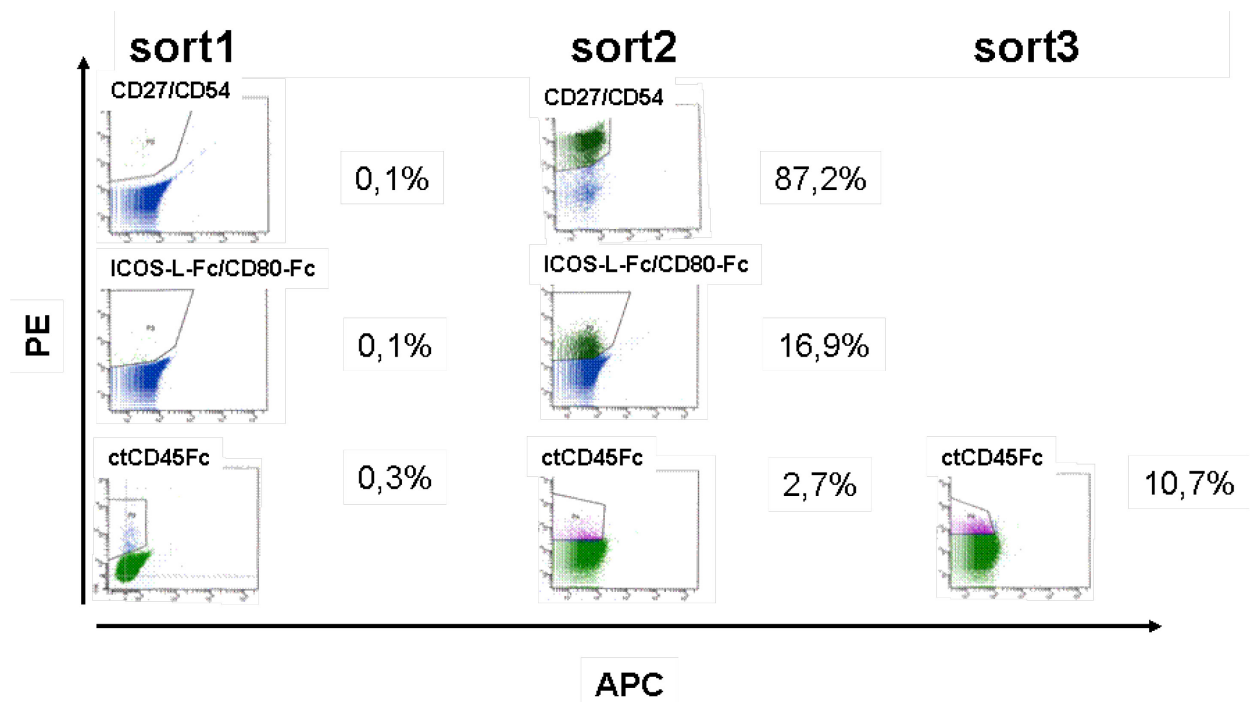 sort1 sort2 sort3
CD27/CD54
CD27/CD54
0,1%
87,2%
ICOS-L-Fc/CD80-Fc
ICOS-L-Fc/CD80-Fc
PE
0,1%
16,9%
ctCD45Fc
ctCD45Fc
ctCD45Fc
0,3%
2,7%
10,7%
APC